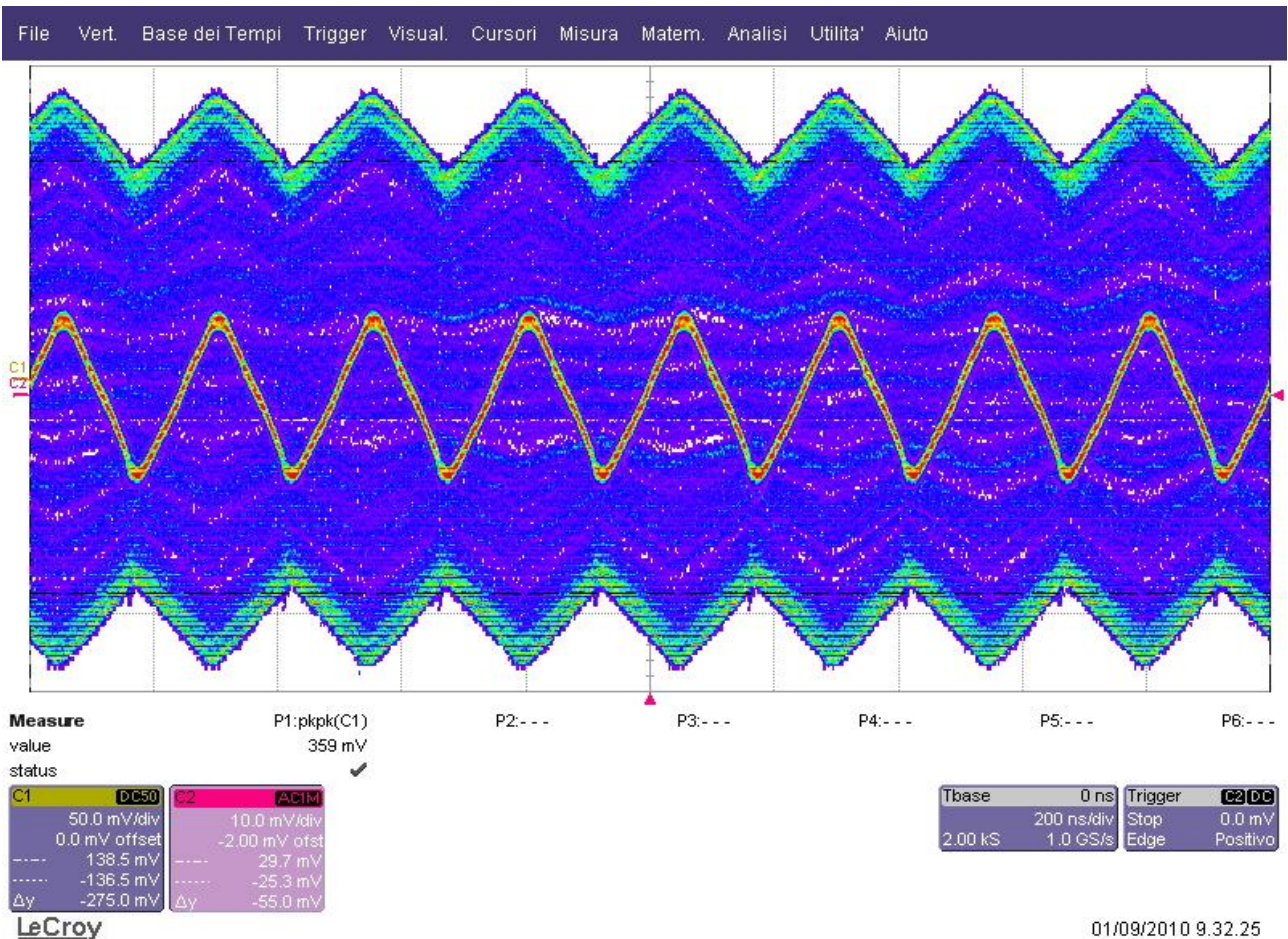 File Vert. Base dei Tempi Trigger Visual. Cursori Misura Matem. Analisi Utilita' Aiuto
C1
C2
Measure P1:pkpk(C1) P2:- - - P3:- - - P4:- - - P5:- - - P6:- - -
value 359 mV
status
C1 DC50 C2 AC1M Tbase 0 ns Trigger C2 DC
50.0 mV/div 10.0 mV/div 200 ns/div Stop 0.0 mV
0.0 mV offset -2.00 mV ofst 2.00 kS 1.0 GS/s Edge Positivo
138.5 mV 29.7 mV
-136.5 mV -25.3 mV
Δy -275.0 mV Δy -55.0 mV
LeCroy 01/09/2010 9.32.25